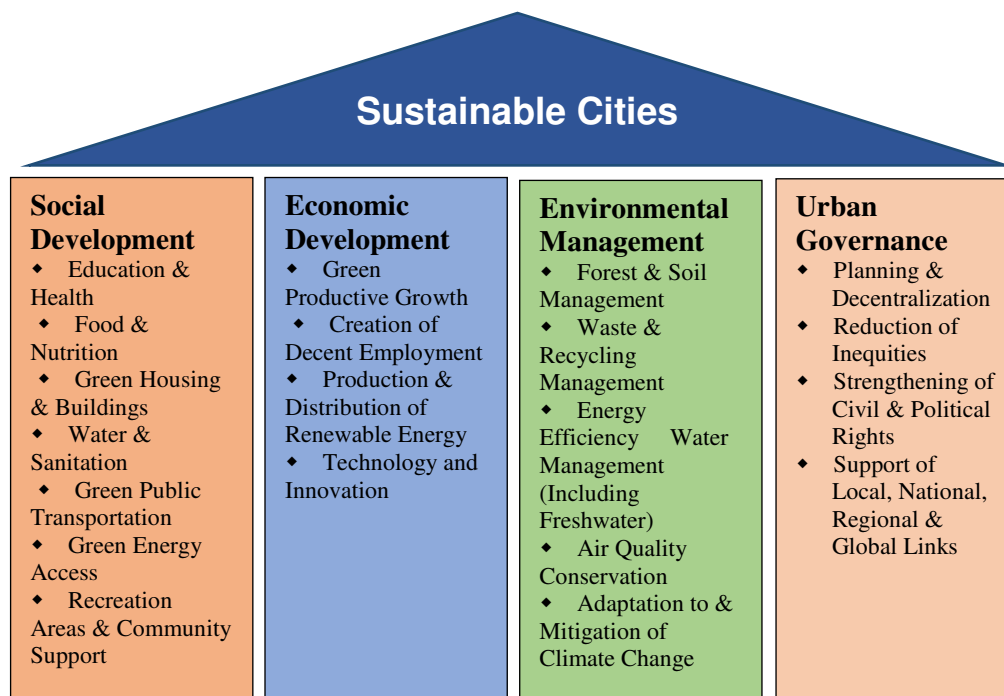 Sustainable Cities
Social
Development
◆ Education &
Health
◆ Food &
Nutrition
◆ Green Housing
& Buildings
◆ Water &
Sanitation
◆ Green Public
Transportation
◆ Green Energy
Access
◆ Recreation
Areas & Community
Support
Economic
Development
◆ Green
Productive Growth
◆ Creation of
Decent Employment
◆ Production &
Distribution of
Renewable Energy
◆ Technology and
Innovation
Environmental
Management
◆ Forest & Soil
Management
◆ Waste &
Recycling
Management
◆ Energy
Efficiency Water
Management
(Including
Freshwater)
◆ Air Quality
Conservation
◆ Adaptation to &
Mitigation of
Climate Change
Urban
Governance
◆ Planning &
Decentralization
◆ Reduction of
Inequities
◆ Strengthening of
Civil & Political
Rights
◆ Support of
Local, National,
Regional &
Global Links